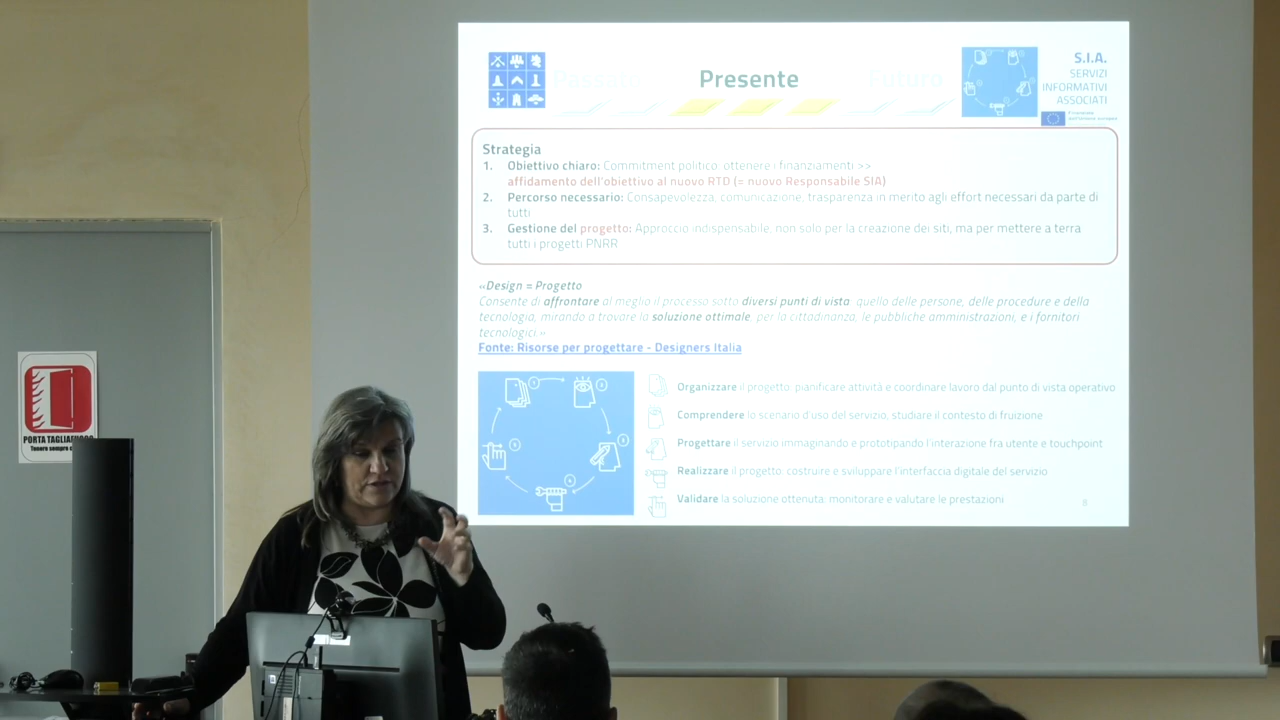 Passato
Presente
Futuro
S.I.A.
SERVIZI
INFORMATIVI
ASSOCIATI
Strategia
1. Obiettivo chiaro: Commitment politico, ottenere i finanziamenti >>
affidamento dell'obiettivo al nuovo RTD (= nuovo Responsabile SIA)
2. Percorso necessario: Consapevolezza, comunicazione, trasparenza in merito agli effort necessari da parte di
tutti
3. Gestione del progetto: Approccio indispensabile, non solo per la creazione dei siti, ma per mettere a terra
tutti i progetti PNRR
«Design = Progetto
Consente di affrontare al meglio il processo sotto diversi punti di vista: quello delle persone, delle procedure e della
tecnologia, mirando a trovare la soluzione ottimale, per la cittadinanza, le pubbliche amministrazioni, e i fornitori
tecnologici.»
Fonte: Risorse per progettare - Designers Italia
Organizzare il progetto: pianificare attività e coordinare lavoro dal punto di vista operativo
Comprendere lo scenario d'uso del servizio, studiare il contesto di fruizione
Progettare il servizio immaginando e prototipando l'interazione fra utente e touchpoint
Realizzare il progetto: costruire e sviluppare l'interfaccia digitale del servizio
Validare la soluzione ottenuta: monitorare e valutare le prestazioni
8
PORTA TAGLIAFUOCO
Tenere sempre